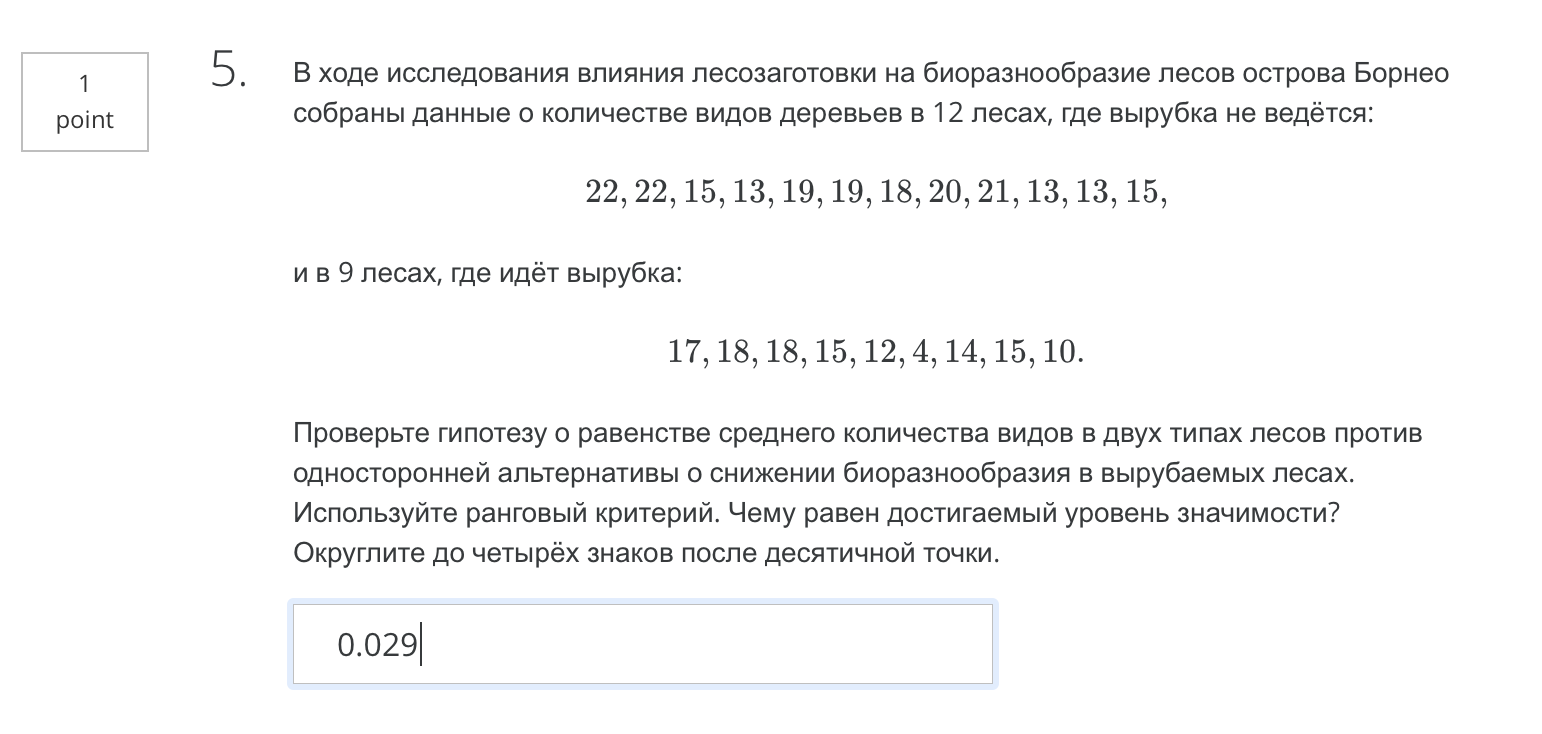 1
point
5.
В ходе исследования влияния лесозаготовки на биоразнообразие лесов острова Борнео
собраны данные о количестве видов деревьев в 12 лесах, где вырубка не ведётся:
22, 22, 15, 13, 19, 19, 18, 20, 21, 13, 13, 15,
и в 9 лесах, где идёт вырубка:
17, 18, 18, 15, 12, 4, 14, 15, 10.
Проверьте гипотезу о равенстве среднего количества видов в двух типах лесов против
односторонней альтернативы о снижении биоразнообразия в вырубаемых лесах.
Используйте ранговый критерий. Чему равен достигаемый уровень значимости?
Округлите до четырёх знаков после десятичной точки.
0.029